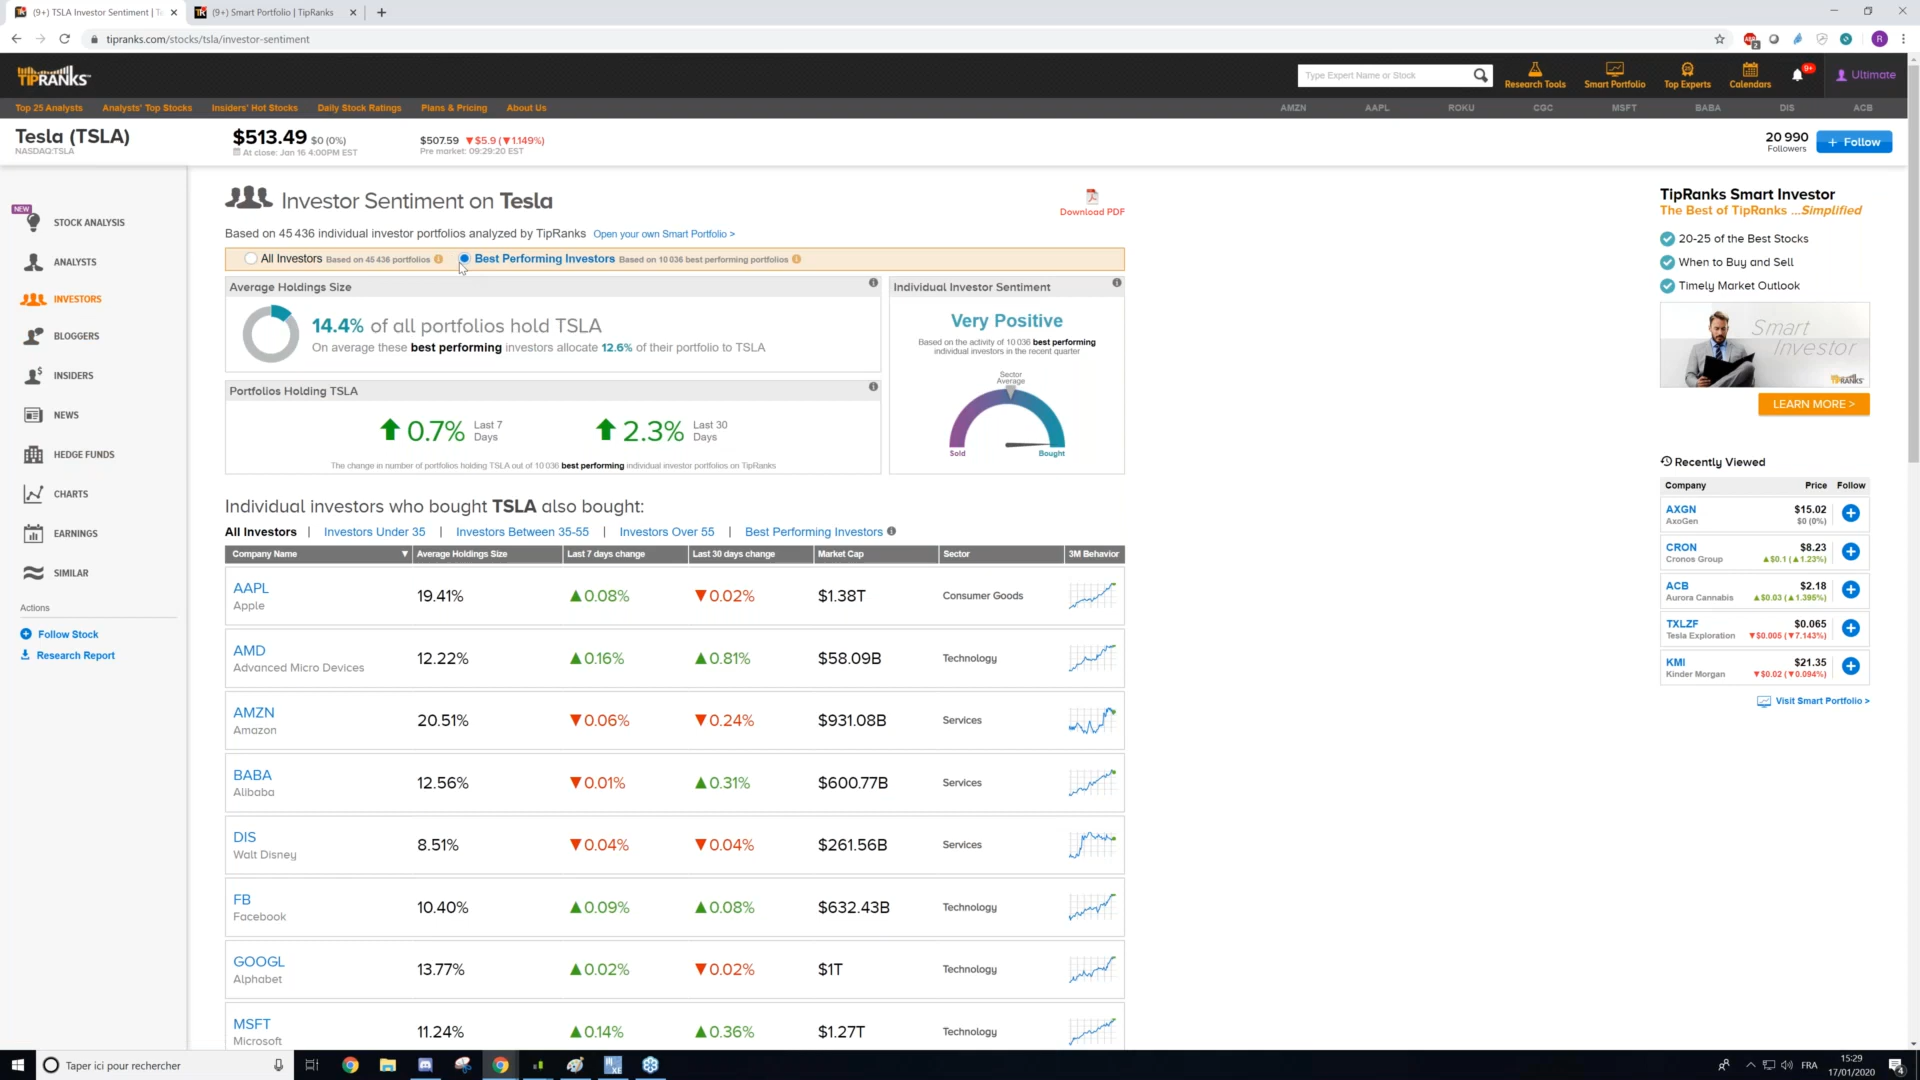 (9+) TSLA Investor Sentiment | T
(9+) Smart Portfolio | TipRanks
tipranks.com/stocks/tsla/investor-sentiment
TIPRANKS
Type Expert Name or Stock
Research Tools
Smart Portfolio
Top Experts
Calendars
9+
Ultimate
Top 25 Analysts
Analysts' Top Stocks
Insiders' Hot Stocks
Daily Stock Ratings
Plans & Pricing
About Us
AMZN
AAPL
ROKU
CGC
MSFT
BABA
DIS
ACB
Tesla (TSLA)
NASDAQ:TSLA
$513.49 $0 (0%)
At close: Jan 16 4:00PM EST
$507.59 ▼$5.9 (▼1.149%)
Pre market: 09:29:20 EST
20 990
Followers
+ Follow
NEW
STOCK ANALYSIS
ANALYSTS
INVESTORS
BLOGGERS
INSIDERS
NEWS
HEDGE FUNDS
CHARTS
EARNINGS
SIMILAR
Actions
Follow Stock
Research Report
Investor Sentiment on Tesla
Download PDF
Based on 45 436 individual investor portfolios analyzed by TipRanks Open your own Smart Portfolio >
All Investors Based on 45 436 portfolios
Best Performing Investors Based on 10 036 best performing portfolios
Average Holdings Size
14.4% of all portfolios hold TSLA
On average these best performing investors allocate 12.6% of their portfolio to TSLA
Portfolios Holding TSLA
0.7% Last 7 Days
2.3% Last 30 Days
The change in number of portfolios holding TSLA out of 10 036 best performing individual investor portfolios on TipRanks
Individual Investor Sentiment
Very Positive
Based on the activity of 10 036 best performing
individual investors in the recent quarter
Sector
Average
Sold
Bought
Individual investors who bought TSLA also bought:
All Investors | Investors Under 35 | Investors Between 35-55 | Investors Over 55 | Best Performing Investors
Company Name ▼ Average Holdings Size Last 7 days change Last 30 days change Market Cap Sector 3M Behavior
AAPL
Apple
19.41% ▲0.08% ▼0.02% $1.38T Consumer Goods
AMD
Advanced Micro Devices
12.22% ▲0.16% ▲0.81% $58.09B Technology
AMZN
Amazon
20.51% ▼0.06% ▼0.24% $931.08B Services
BABA
Alibaba
12.56% ▼0.01% ▲0.31% $600.77B Services
DIS
Walt Disney
8.51% ▼0.04% ▼0.04% $261.56B Services
FB
Facebook
10.40% ▲0.09% ▲0.08% $632.43B Technology
GOOGL
Alphabet
13.77% ▲0.02% ▼0.02% $1T Technology
MSFT
Microsoft
11.24% ▲0.14% ▲0.36% $1.27T Technology
TipRanks Smart Investor
The Best of TipRanks ...Simplified
20-25 of the Best Stocks
When to Buy and Sell
Timely Market Outlook
Smart
Investor
TIPRANKS
LEARN MORE >
Recently Viewed
Company Price Follow
AXGN $15.02
AxoGen $0 (0%)
CRON $8.23
Cronos Group ▲$0.1 (▲1.23%)
ACB $2.18
Aurora Cannabis ▲$0.03 (▲1.395%)
TXLZF $0.065
Tesla Exploration ▼$0.005 (▼7.143%)
KMI $21.35
Kinder Morgan ▼$0.02 (▼0.094%)
Visit Smart Portfolio >
Taper ici pour rechercher
FRA
15:29
17/01/2020
4